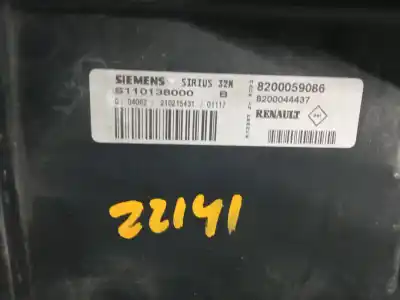 SIEMENS SIRIUS 32N
S110138000 B
8200059086
8200044437
RENAULT
22141